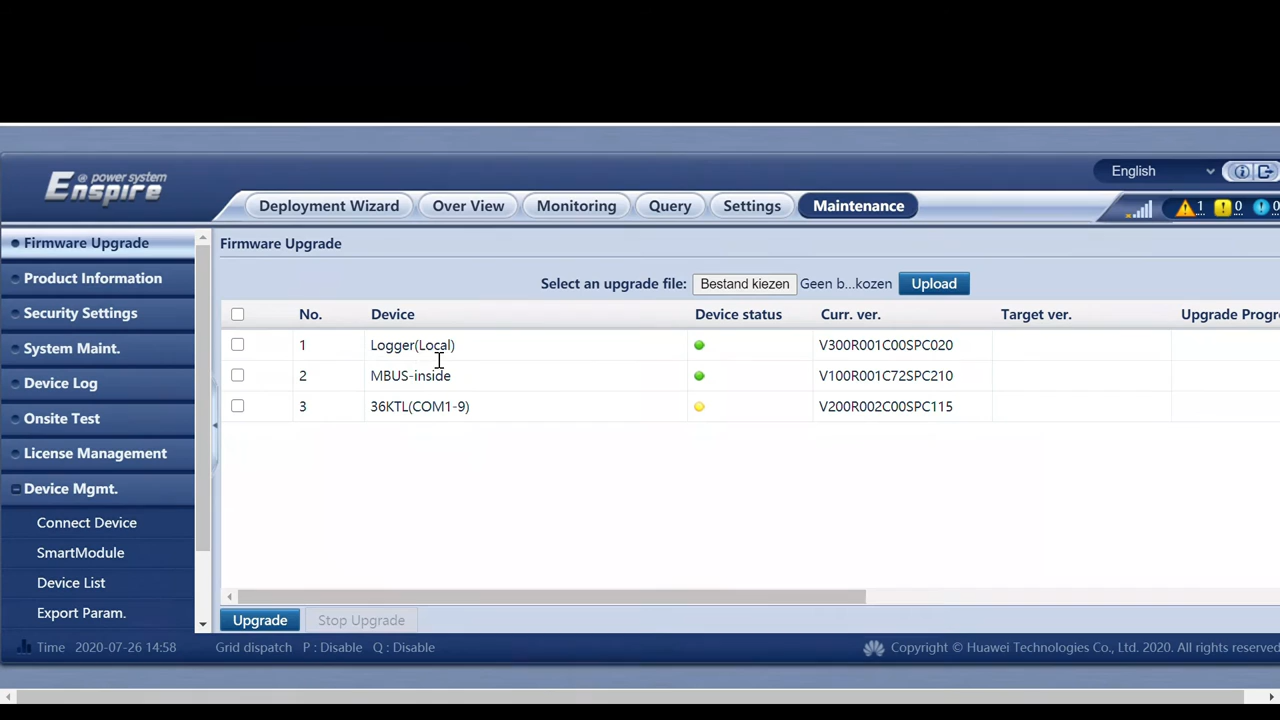 @ power system
Enspire
English
Deployment Wizard Over View Monitoring Query Settings Maintenance
1 0 0
Firmware Upgrade
Product Information
Security Settings
System Maint.
Device Log
Onsite Test
License Management
Device Mgmt.
Connect Device
SmartModule
Device List
Export Param.
Firmware Upgrade
Select an upgrade file: Bestand kiezen Geen b...kozen Upload
No. Device Device status Curr. ver. Target ver. Upgrade Progr
1 Logger(Local) V300R001C00SPC020
2 MBUS-inside V100R001C72SPC210
3 36KTL(COM1-9) V200R002C00SPC115
Upgrade Stop Upgrade
Time 2020-07-26 14:58 Grid dispatch P : Disable Q : Disable Copyright © Huawei Technologies Co., Ltd. 2020. All rights reserved